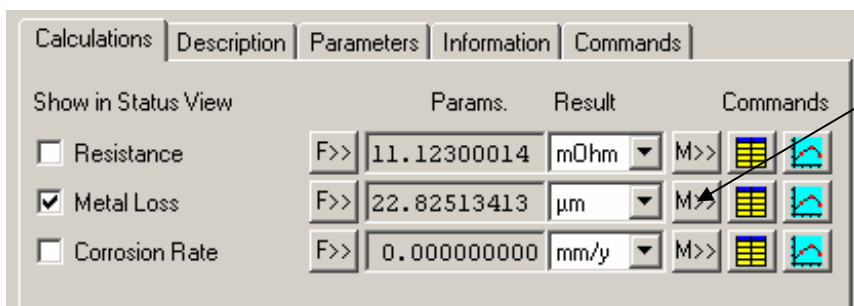 Calculations Description Parameters Information Commands
Show in Status View Params. Result Commands
Resistance F>> 11.12300014 mOhm M>>
Metal Loss F>> 22.82513413 µm M>>
Corrosion Rate F>> 0.000000000 mm/y M>>